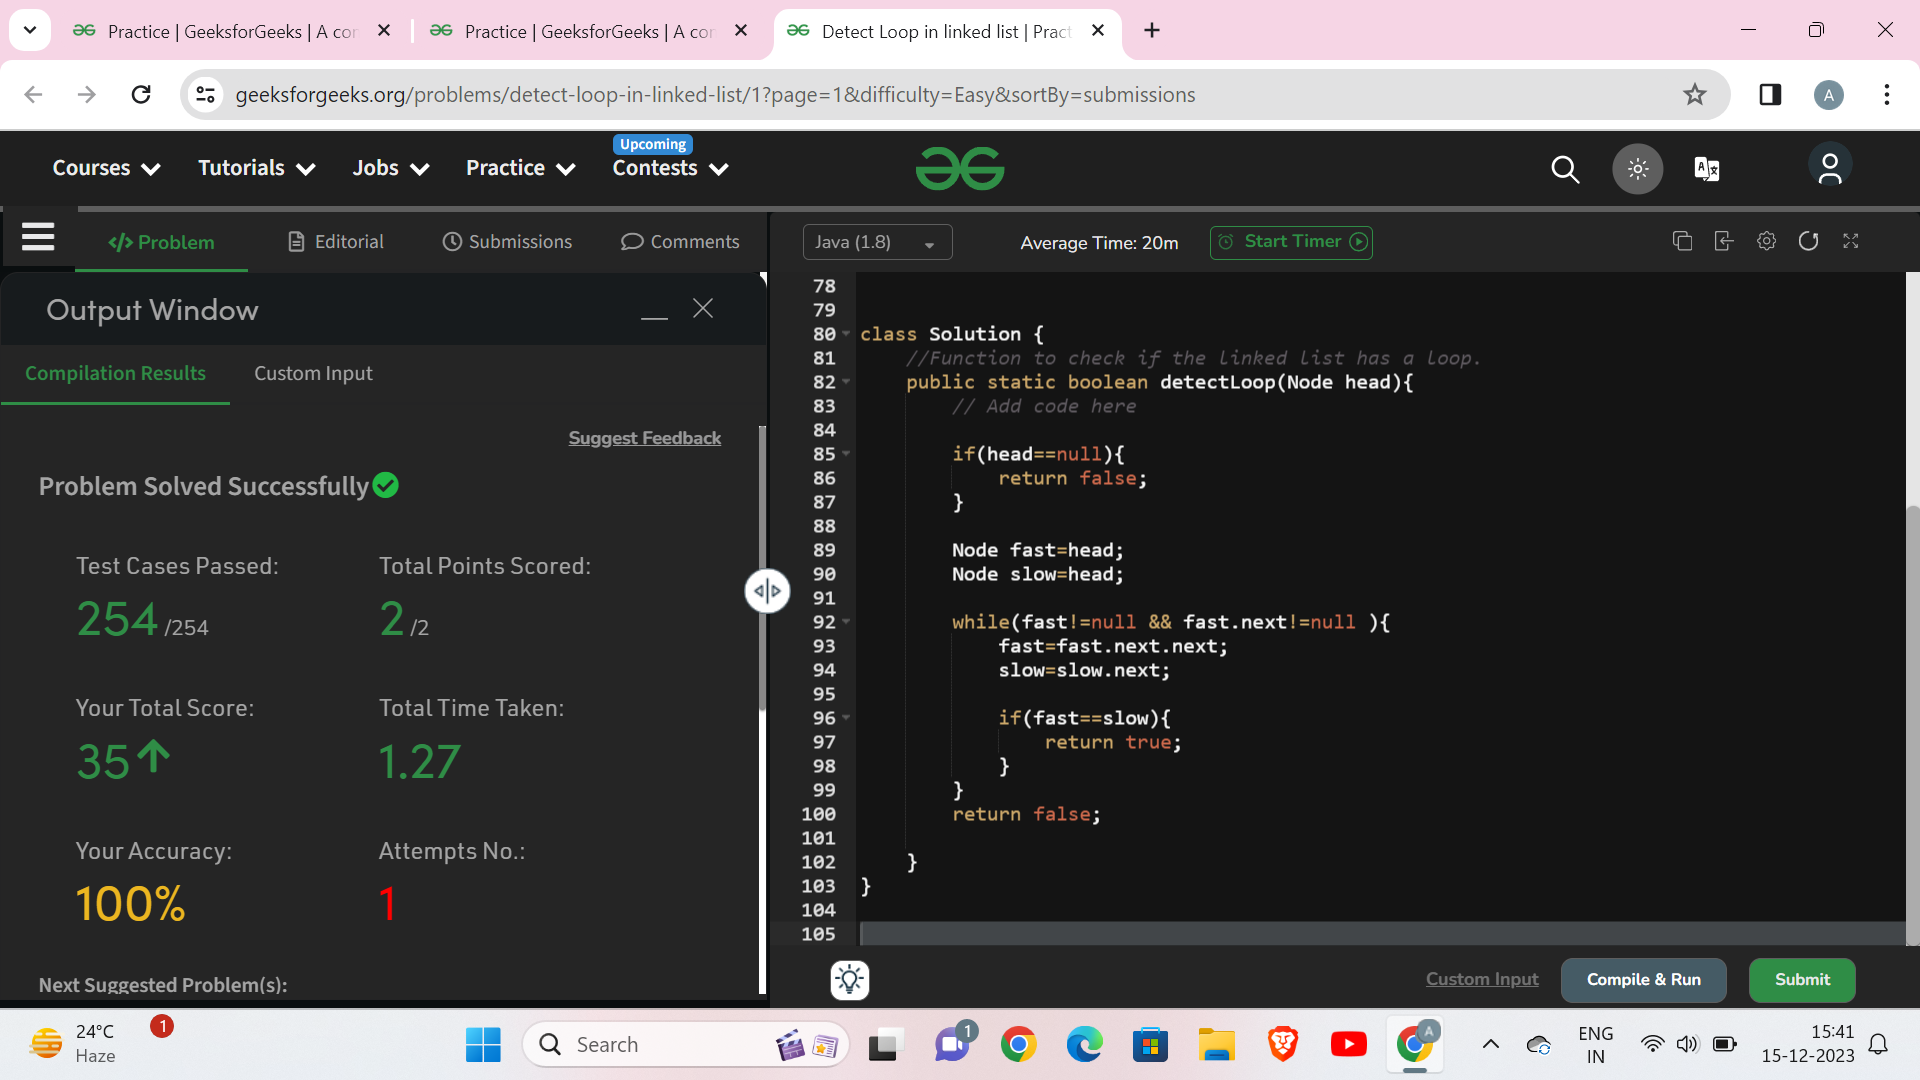 Practice | GeeksforGeeks | A cor
Practice | GeeksforGeeks | A cor
Detect Loop in linked list | Pract
geeksforgeeks.org/problems/detect-loop-in-linked-list/1?page=1&difficulty=Easy&sortBy=submissions
A
Courses
Tutorials
Jobs
Practice
Upcoming
Contests
Problem
Editorial
Submissions
Comments
Java (1.8)
Average Time: 20m
Start Timer
Output Window
Compilation Results
Custom Input
Suggest Feedback
Problem Solved Successfully
Test Cases Passed:
Total Points Scored:
254 /254
2 /2
Your Total Score:
Total Time Taken:
35
1.27
Your Accuracy:
Attempts No.:
100%
1
Next Suggested Problem(s):
78
79
80 class Solution {
81 //Function to check if the linked list has a loop.
82 public static boolean detectLoop(Node head){
83 // Add code here
84
85 if(head==null){
86 return false;
87 }
88
89 Node fast=head;
90 Node slow=head;
91
92 while(fast!=null && fast.next!=null ){
93 fast=fast.next.next;
94 slow=slow.next;
95
96 if(fast==slow){
97 return true;
98 }
99 }
100 return false;
101
102 }
103 }
104
105
Custom Input
Compile & Run
Submit
24°C
Haze
1
Search
1
A
ENG
IN
15:41
15-12-2023